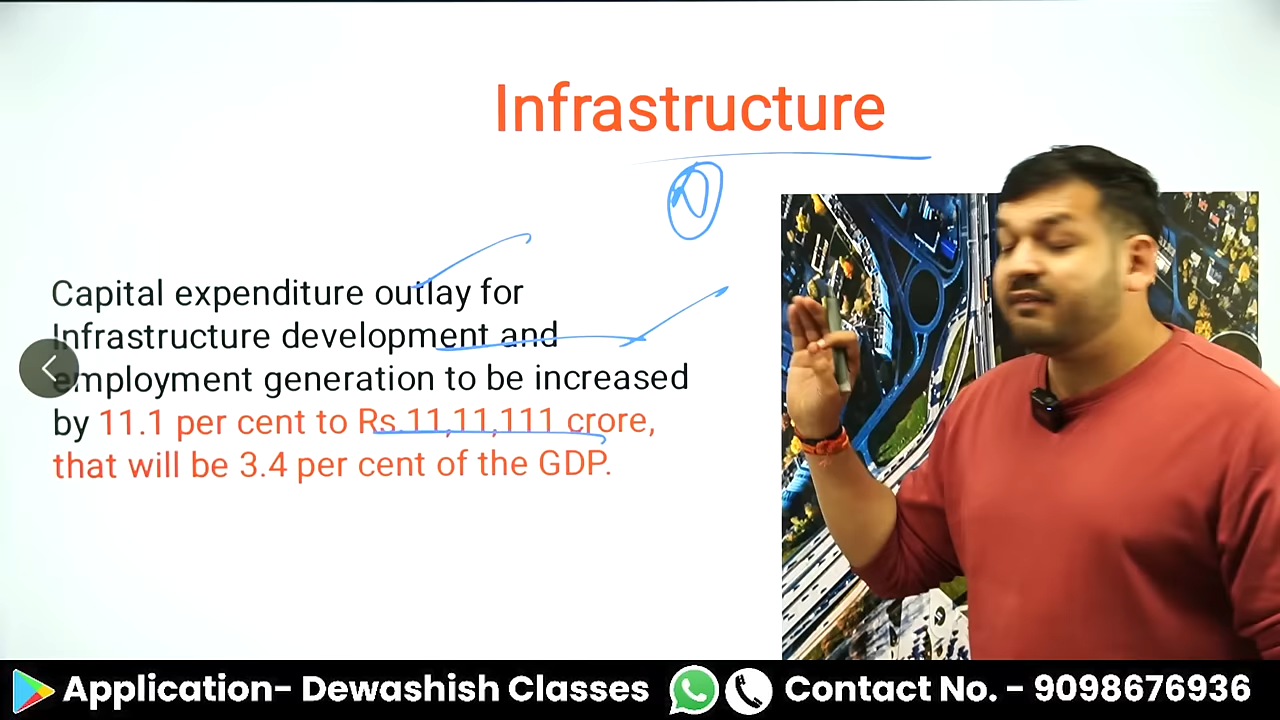 Infrastructure
Capital expenditure outlay for
Infrastructure development and
employment generation to be increased
by 11.1 per cent to Rs.11,11,111 crore,
that will be 3.4 per cent of the GDP.
Application- Dewashish Classes
Contact No. - 9098676936